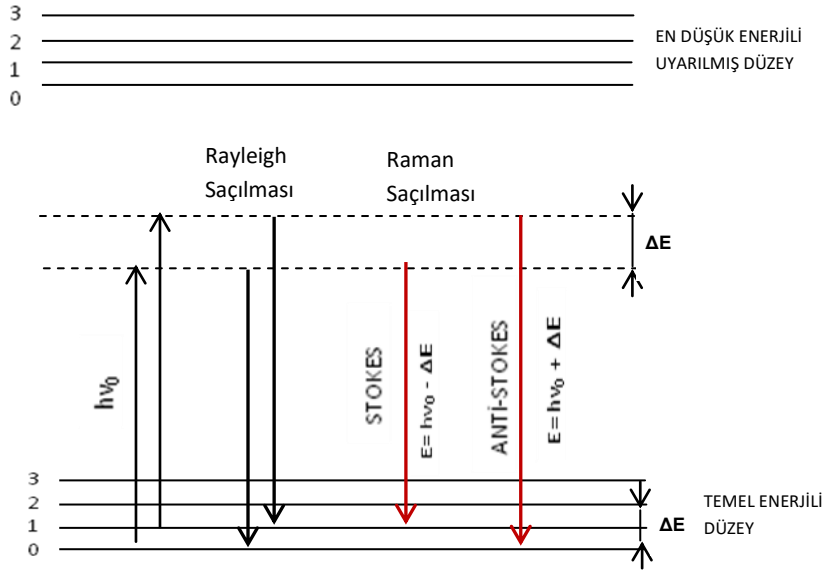 3
2
1
0
EN DÜŞÜK ENERJİLİ
UYARILMIŞ DÜZEY
Rayleigh
Saçılması
Raman
Saçılması
ΔE
hν₀
STOKES
E= hν₀ - ΔE
ANTİ-STOKES
E= hν₀ + ΔE
3
2
1
0
ΔE
TEMEL ENERJİLİ
DÜZEY